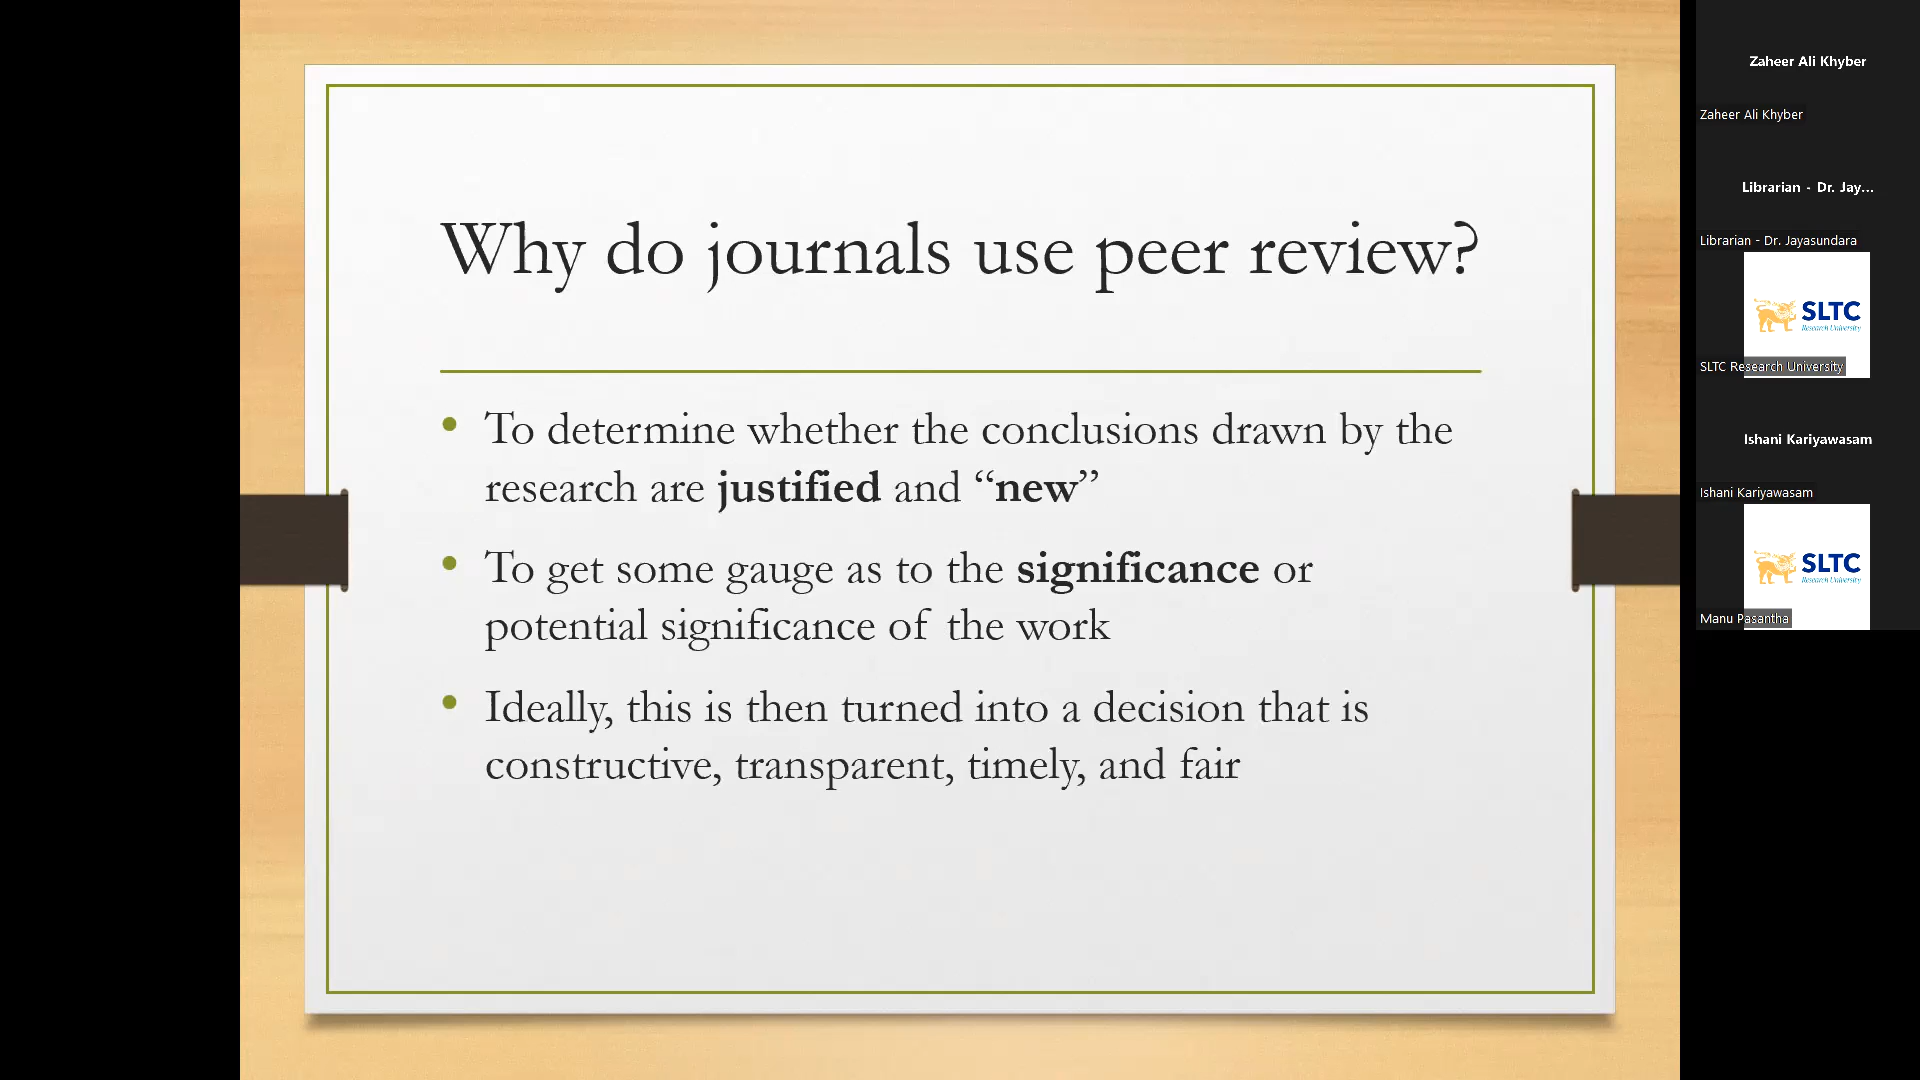 Why do journals use peer review?
• To determine whether the conclusions drawn by the
research are justified and “new”
• To get some gauge as to the significance or
potential significance of the work
• Ideally, this is then turned into a decision that is
constructive, transparent, timely, and fair
Zaheer Ali Khyber
Zaheer Ali Khyber
Librarian - Dr. Jay...
Librarian - Dr. Jayasundara
SLTC
Research University
SLTC Research University
Ishani Kariyawasam
Ishani Kariyawasam
SLTC
Research University
Manu Pasantha